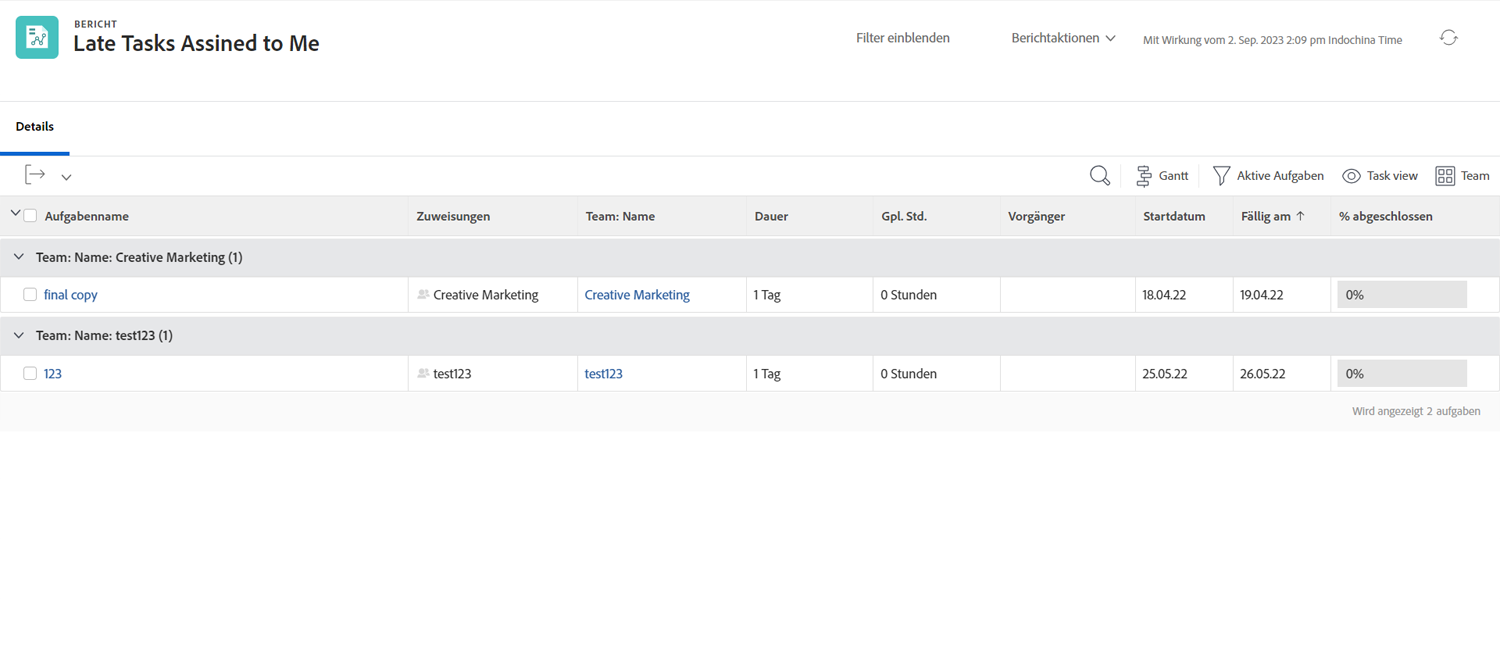 BERICHT
Late Tasks Assined to Me
Filter einblenden Berichtaktionen Mit Wirkung vom 2. Sep. 2023 2:09 pm Indochina Time
Details
Gantt Aktive Aufgaben Task view Team
Aufgabenname Zuweisungen Team: Name Dauer Gpl. Std. Vorgänger Startdatum Fällig am ↑ % abgeschlossen
Team: Name: Creative Marketing (1)
final copy Creative Marketing Creative Marketing 1 Tag 0 Stunden 18.04.22 19.04.22 0%
Team: Name: test123 (1)
123 test123 test123 1 Tag 0 Stunden 25.05.22 26.05.22 0%
Wird angezeigt 2 aufgaben